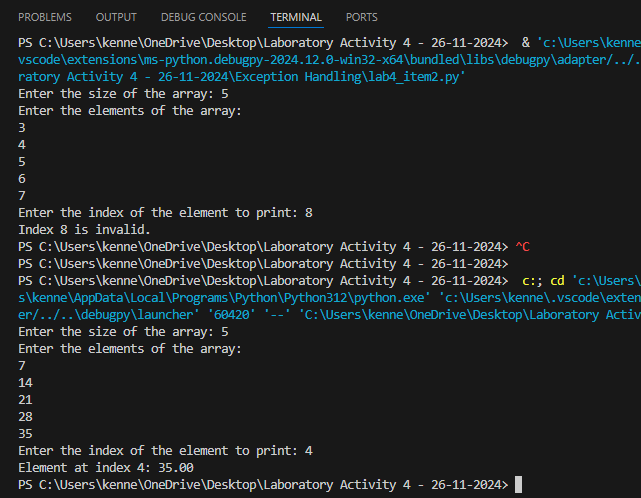 PROBLEMS OUTPUT DEBUG CONSOLE TERMINAL PORTS
PS C:\Users\kenne\OneDrive\Desktop\Laboratory Activity 4 - 26-11-2024>  & 'c:\Users\kenne
vscode\extensions\ms-python.debugpy-2024.12.0-win32-x64\bundled\libs\debugpy\adapter/../.
ratory Activity 4 - 26-11-2024\Exception Handling\lab4_item2.py'
Enter the size of the array: 5
Enter the elements of the array:
3
4
5
6
7
Enter the index of the element to print: 8
Index 8 is invalid.
PS C:\Users\kenne\OneDrive\Desktop\Laboratory Activity 4 - 26-11-2024> ^C
PS C:\Users\kenne\OneDrive\Desktop\Laboratory Activity 4 - 26-11-2024>
PS C:\Users\kenne\OneDrive\Desktop\Laboratory Activity 4 - 26-11-2024>  c:; cd 'c:\Users\
s\kenne\AppData\Local\Programs\Python\Python312\python.exe' 'c:\Users\kenne\.vscode\exten
er/../..\debugpy\launcher' '60420' '--' 'C:\Users\kenne\OneDrive\Desktop\Laboratory Activ
Enter the size of the array: 5
Enter the elements of the array:
7
14
21
28
35
Enter the index of the element to print: 4
Element at index 4: 35.00
PS C:\Users\kenne\OneDrive\Desktop\Laboratory Activity 4 - 26-11-2024>